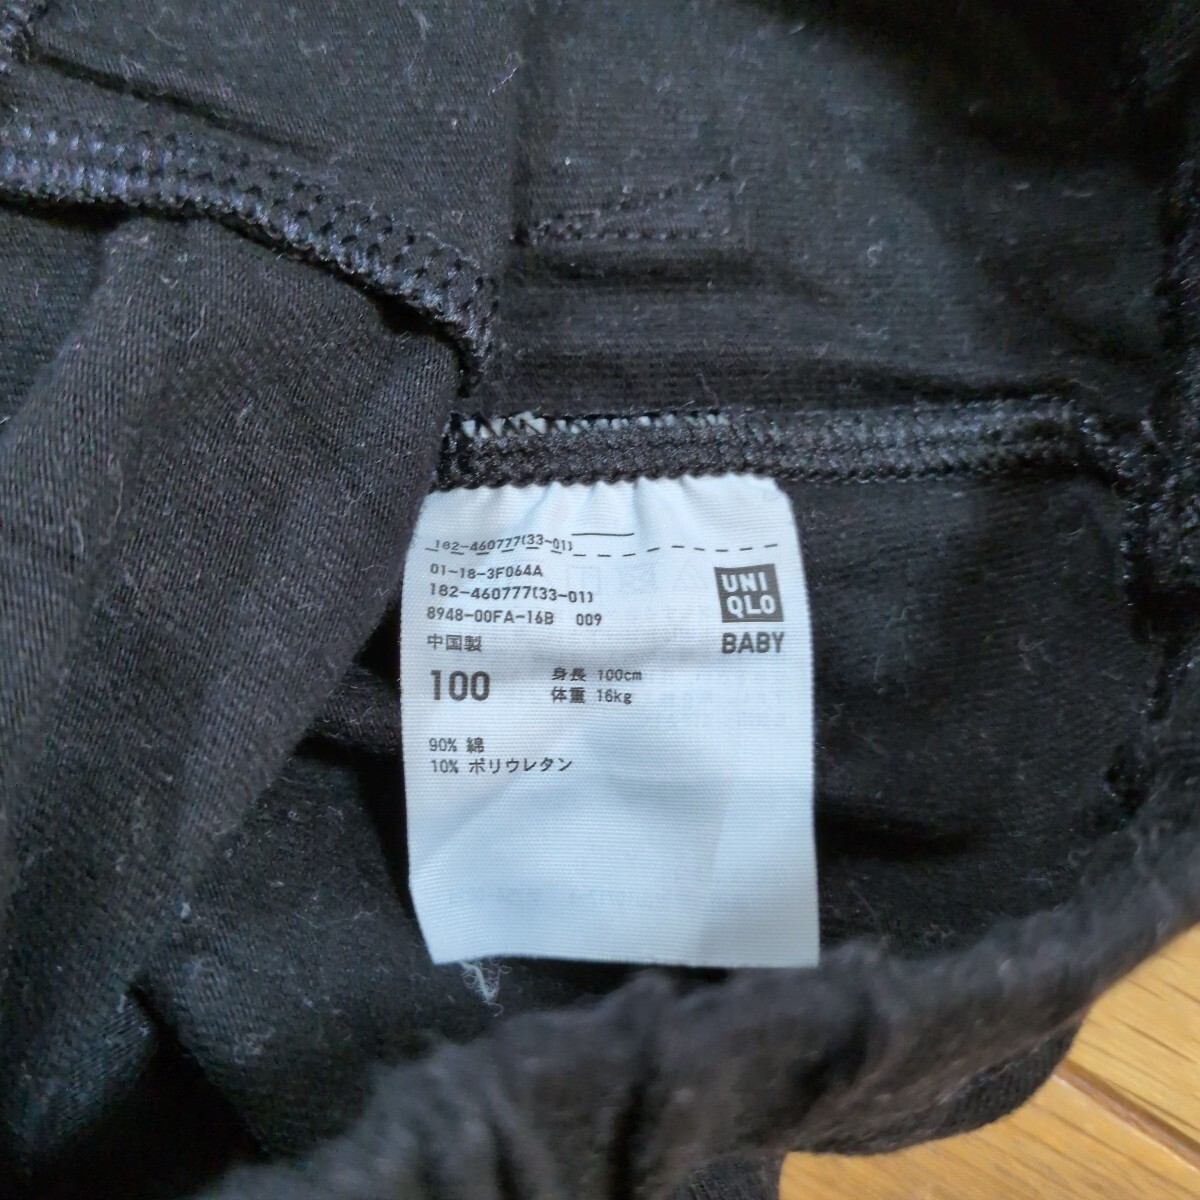 182-460777(33-01)
01-18-3F064A
182-460777(33-01)
8948-00FA-16B 009
UNI
QLO
BABY
中国製
100
身長 100cm
体重 16kg
90% 綿
10% ポリウレタン